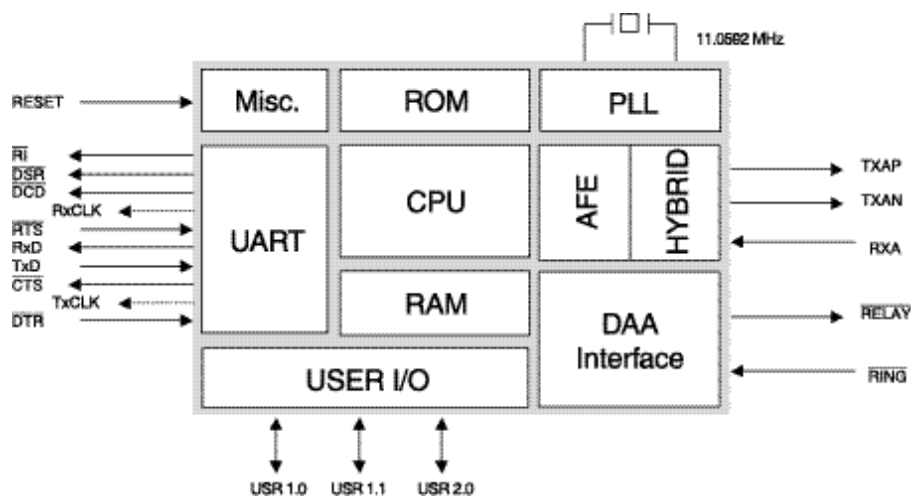 11.0592 MHz
RESET
Misc.
ROM
PLL
RI
DSR
DCD
RxCLK
RTS
RxD
TxD
CTS
TxCLK
DTR
UART
CPU
AFE
HYBRID
TXAP
TXAN
RXA
RAM
DAA
Interface
RELAY
RING
USER I/O
USR 1.0
USR 1.1
USR 2.0